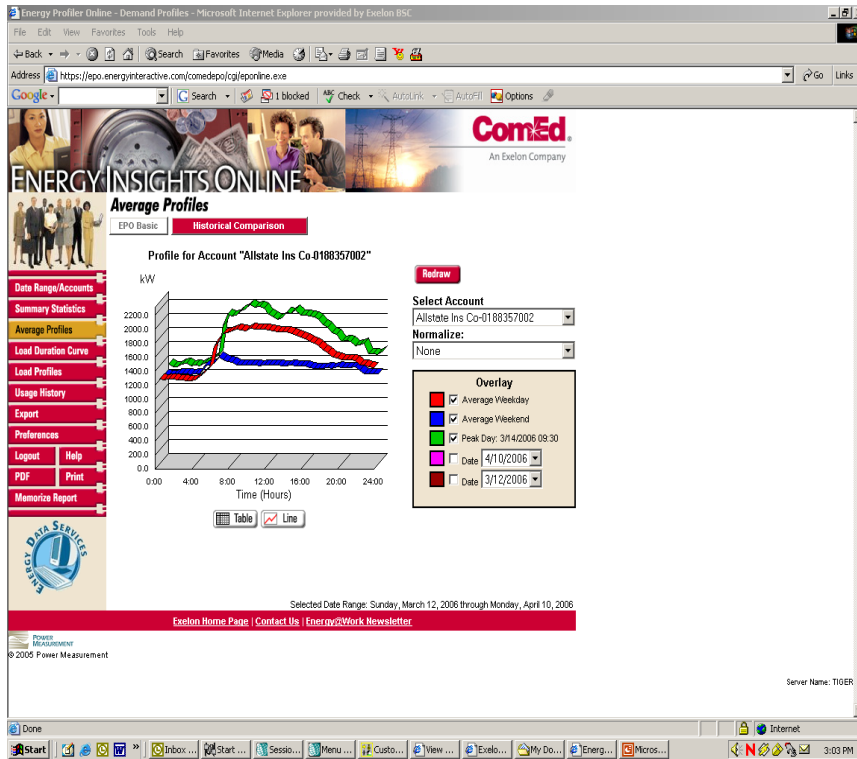 Energy Profiler Online - Demand Profiles - Microsoft Internet Explorer provided by Exelon BSC
File Edit View Favorites Tools Help
Back Search Favorites Media
Address https://epo.energyinteractive.com/comedepo/cgi/eponline.exe Go Links
Google Search 1 blocked Check AutoLink AutoFill Options
ComEd.
An Exelon Company
ENERGY INSIGHTS ONLINE
Average Profiles
EPO Basic Historical Comparison
Profile for Account "Allstate Ins Co-0188357002"
kW
2200.0
2000.0
1800.0
1600.0
1400.0
1200.0
1000.0
800.0
600.0
400.0
200.0
0.0
0:00 4:00 8:00 12:00 16:00 20:00 24:00
Time (Hours)
Table Line
Redraw
Select Account
Allstate Ins Co-0188357002
Normalize:
None
Overlay
Average Weekday
Average Weekend
Peak Day: 3/14/2006 09:30
Date 4/10/2006
Date 3/12/2006
Date Range/Accounts
Summary Statistics
Average Profiles
Load Duration Curve
Load Profiles
Usage History
Export
Preferences
Logout Help
PDF Print
Memorize Report
ENERGY DATA SERVICES
Selected Date Range: Sunday, March 12, 2006 through Monday, April 10, 2006
Exelon Home Page | Contact Us | Energy@Work Newsletter
POWER MEASUREMENT
© 2005 Power Measurement
Server Name: TIGER
Done Internet
Start Inbox ... Start ... Sessio... Menu ... Custo... View ... Exelo... My Do... Energ... Micros... 3:03 PM